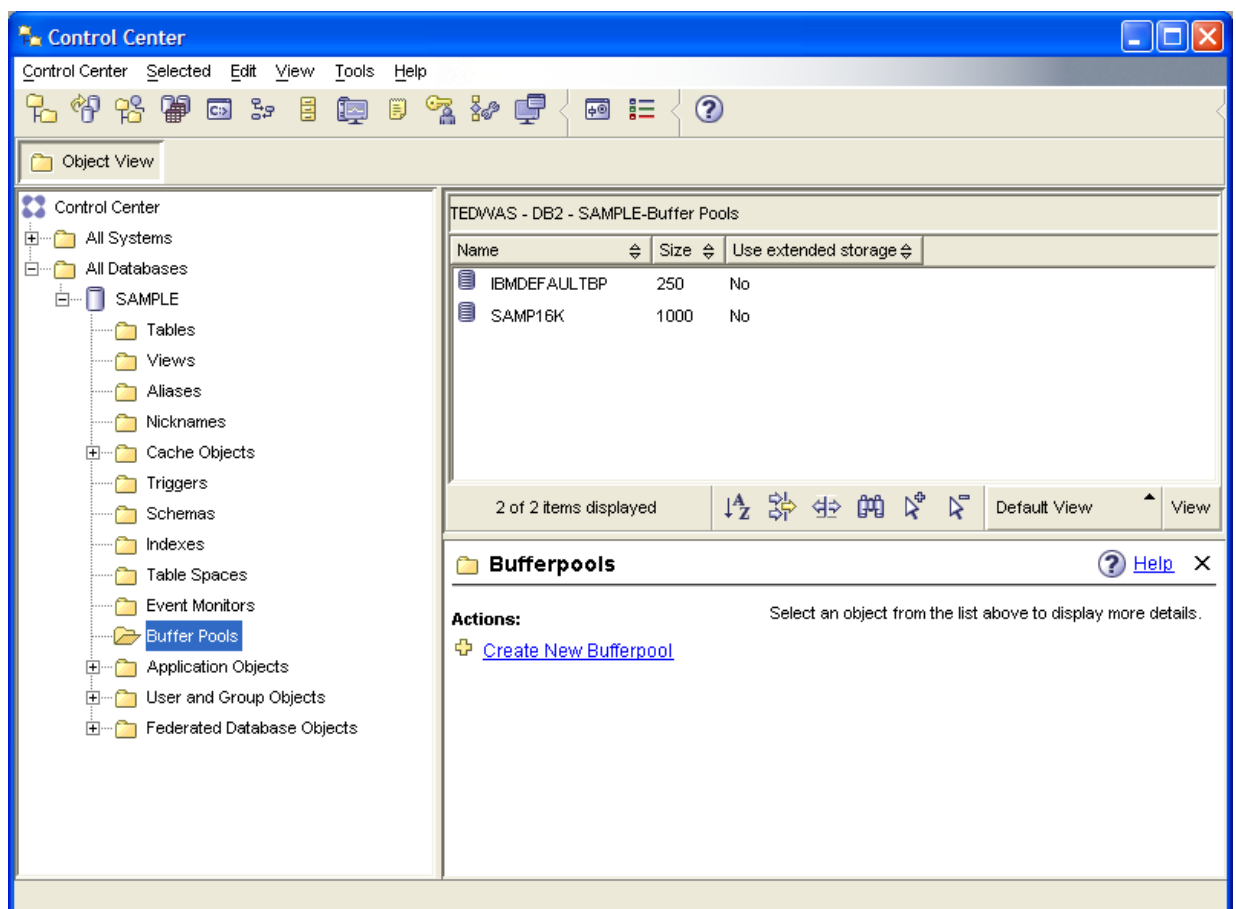 Control Center
Control Center Selected Edit View Tools Help
Object View
Control Center
All Systems
All Databases
SAMPLE
Tables
Views
Aliases
Nicknames
Cache Objects
Triggers
Schemas
Indexes
Table Spaces
Event Monitors
Buffer Pools
Application Objects
User and Group Objects
Federated Database Objects
TEDWAS - DB2 - SAMPLE-Buffer Pools
Name Size Use extended storage
IBMDEFAULTBP 250 No
SAMP16K 1000 No
2 of 2 items displayed Default View View
Bufferpools Help
Actions:
Create New Bufferpool
Select an object from the list above to display more details.